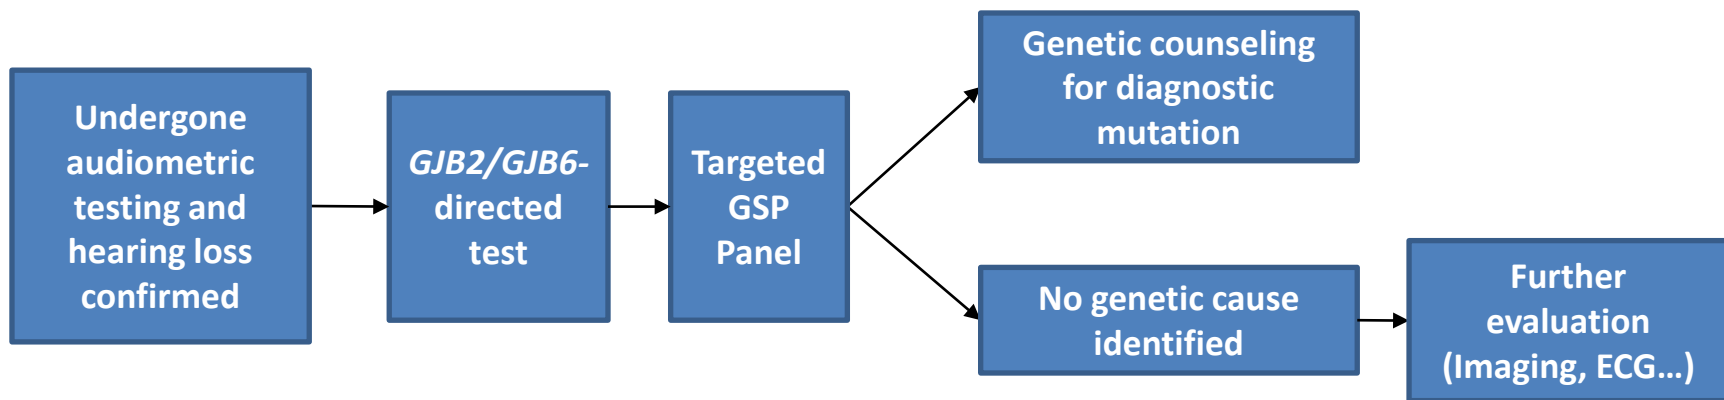 Undergone
audiometric
testing and
hearing loss
confirmed
GJB2/GJB6-
directed
test
Targeted
GSP
Panel
Genetic counseling
for diagnostic
mutation
No genetic cause
identified
Further
evaluation
(Imaging, ECG…)